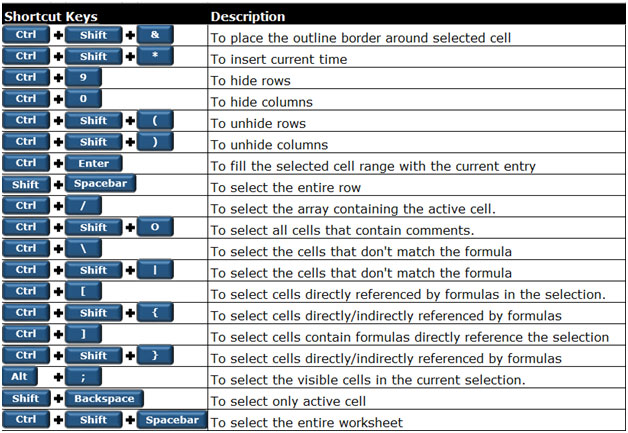 Shortcut Keys Description
Ctrl + Shift + & To place the outline border around selected cell
Ctrl + Shift + * To insert current time
Ctrl + 9 To hide rows
Ctrl + 0 To hide columns
Ctrl + Shift + ( To unhide rows
Ctrl + Shift + ) To unhide columns
Ctrl + Enter To fill the selected cell range with the current entry
Shift + Spacebar To select the entire row
Ctrl + / To select the array containing the active cell.
Ctrl + Shift + O To select all cells that contain comments.
Ctrl + \ To select the cells that don't match the formula
Ctrl + Shift + | To select the cells that don't match the formula
Ctrl + [ To select cells directly referenced by formulas in the selection.
Ctrl + Shift + { To select cells directly/indirectly referenced by formulas
Ctrl + ] To select cells contain formulas directly reference the selection
Ctrl + Shift + } To select cells directly/indirectly referenced by formulas
Alt + ; To select the visible cells in the current selection.
Shift + Backspace To select only active cell
Ctrl + Shift + Spacebar To select the entire worksheet